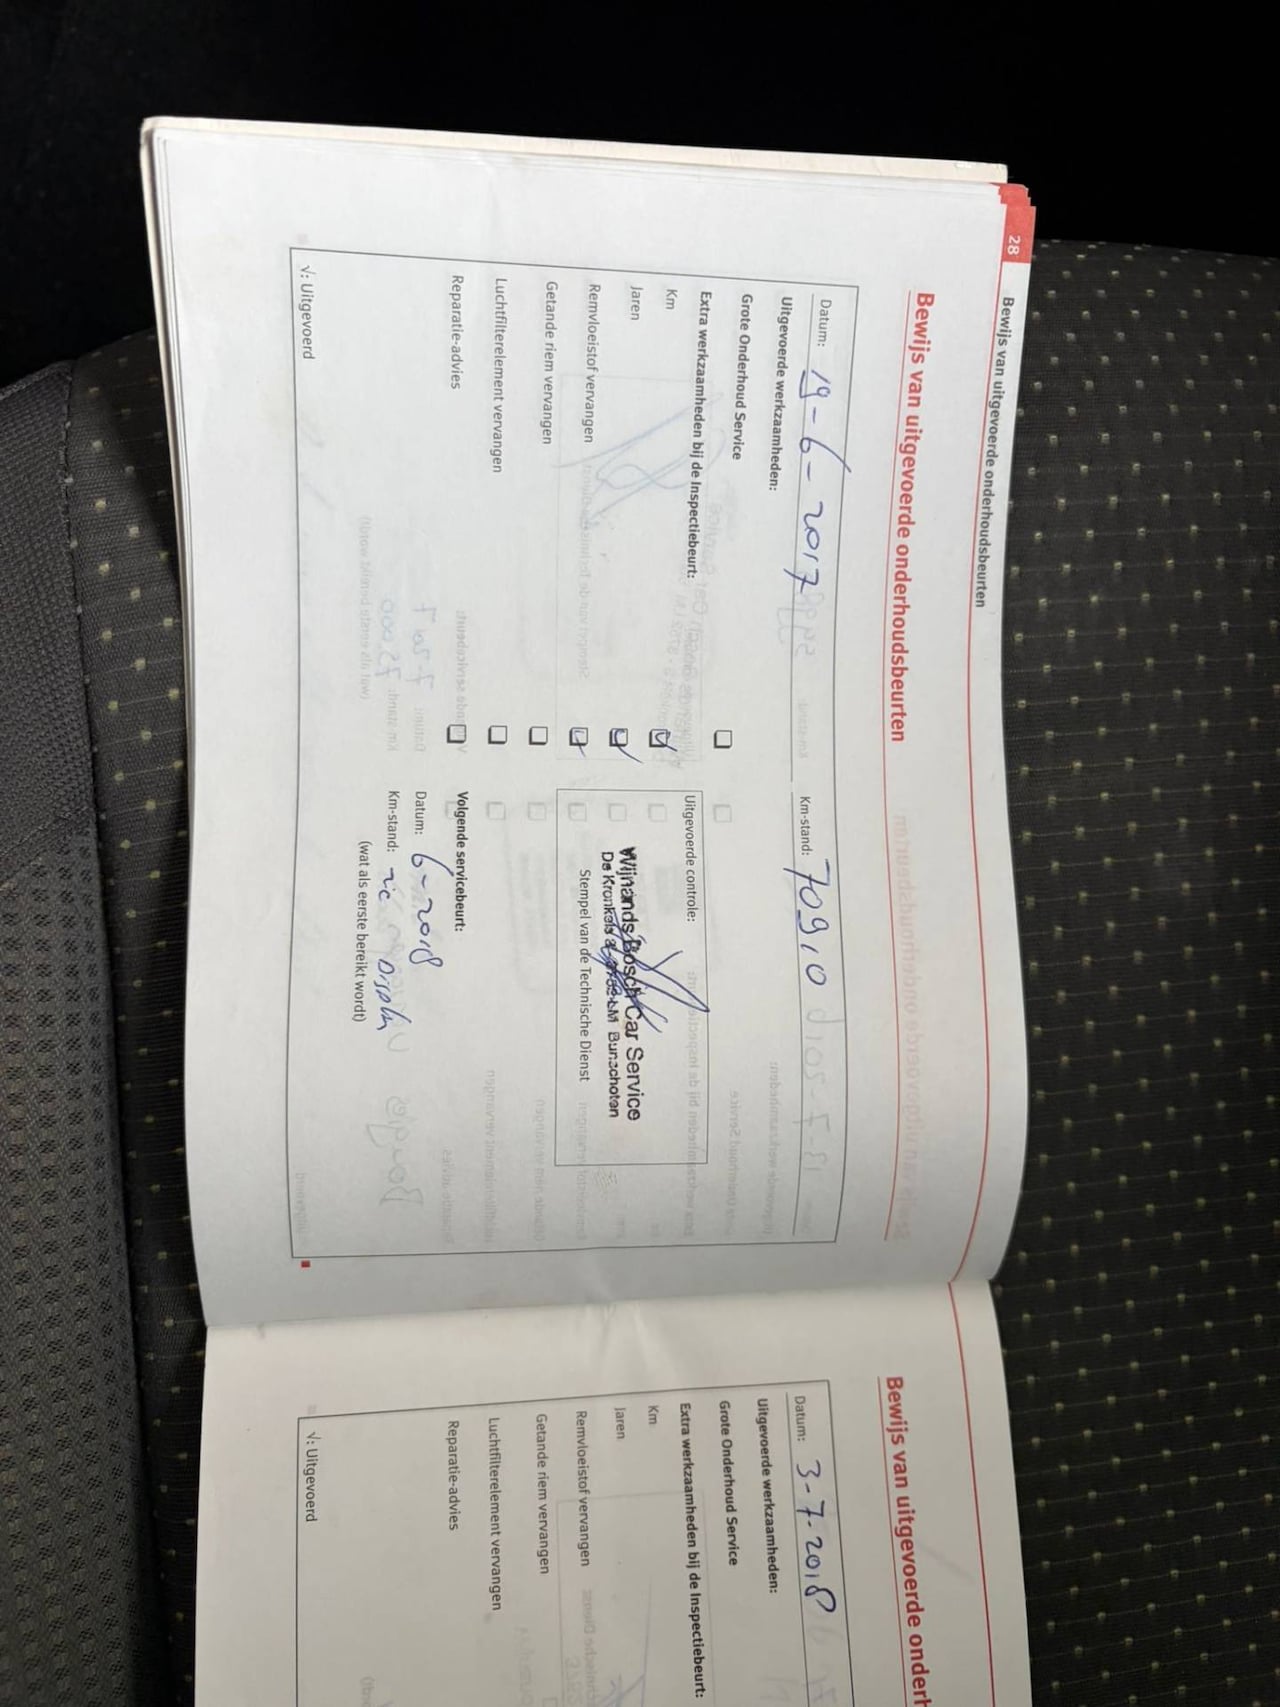 28
Bewijs van uitgevoerde onderhoudsbeurten
Bewijs van uitgevoerde onderhoudsbeurten
Datum: 19-6-2017
Km-stand: 70910
Uitgevoerde werkzaamheden:
Grote Onderhoud Service
Extra werkzaamheden bij de Inspectiebeurt:
Km
Jaren
Remvloeistof vervangen
Getande riem vervangen
Luchtfilterelement vervangen
Reparatie-advies
√: Uitgevoerd
Uitgevoerde controle:
Wijnands Bosch Car Service
De Kronkels Bunschoten
Stempel van de Technische Dienst
Volgende servicebeurt:
Datum: 6-2018
Km-stand:
(wat als eerste bereikt wordt)
Bewijs van uitgevoerde onderh
Datum: 3-7-2018
Uitgevoerde werkzaamheden:
Grote Onderhoud Service
Extra werkzaamheden bij de Inspectiebeurt:
Km
Jaren
Remvloeistof vervangen
Getande riem vervangen
Luchtfilterelement vervangen
Reparatie-advies
√: Uitgevoerd